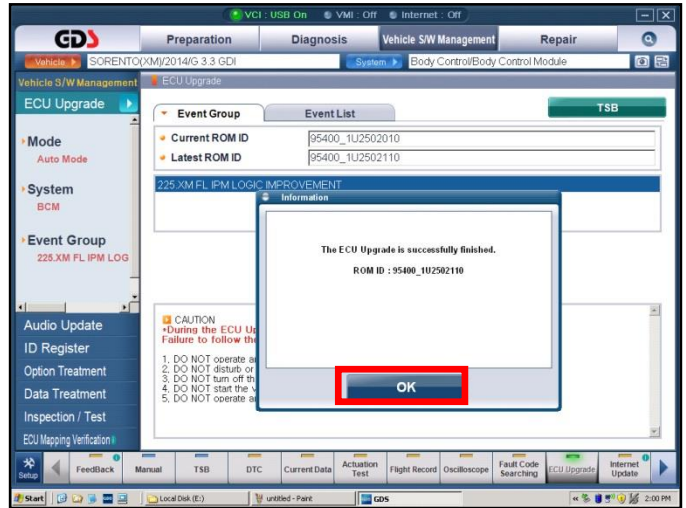 VCI : USB On VMI : Off Internet : Off
GDS Preparation Diagnosis Vehicle S/W Management Repair
Vehicle SORENTO(XM)/2014/G 3.3 GDI System Body Control/Body Control Module
Vehicle S/W Management
ECU Upgrade
ECU Upgrade
Event Group Event List TSB
Current ROM ID 95400_1U2502010
Latest ROM ID 95400_1U2502110
225.XM FL IPM LOGIC IMPROVEMENT
Mode
Auto Mode
System
BCM
Event Group
225.XM FL IPM LOG
Information
The ECU Upgrade is successfully finished.
ROM ID : 95400_1U2502110
OK
CAUTION
•During the ECU Up
Failure to follow the
1. DO NOT operate a
2. DO NOT disturb or
3. DO NOT turn off th
4. DO NOT start the v
5. DO NOT operate a
Audio Update
ID Register
Option Treatment
Data Treatment
Inspection / Test
ECU Mapping Verification
Setup FeedBack Manual TSB DTC Current Data Actuation Test Flight Record Oscilloscope Fault Code Searching ECU Upgrade Internet Update
Start Local Disk (E:) untitled - Paint GDS 2:00 PM